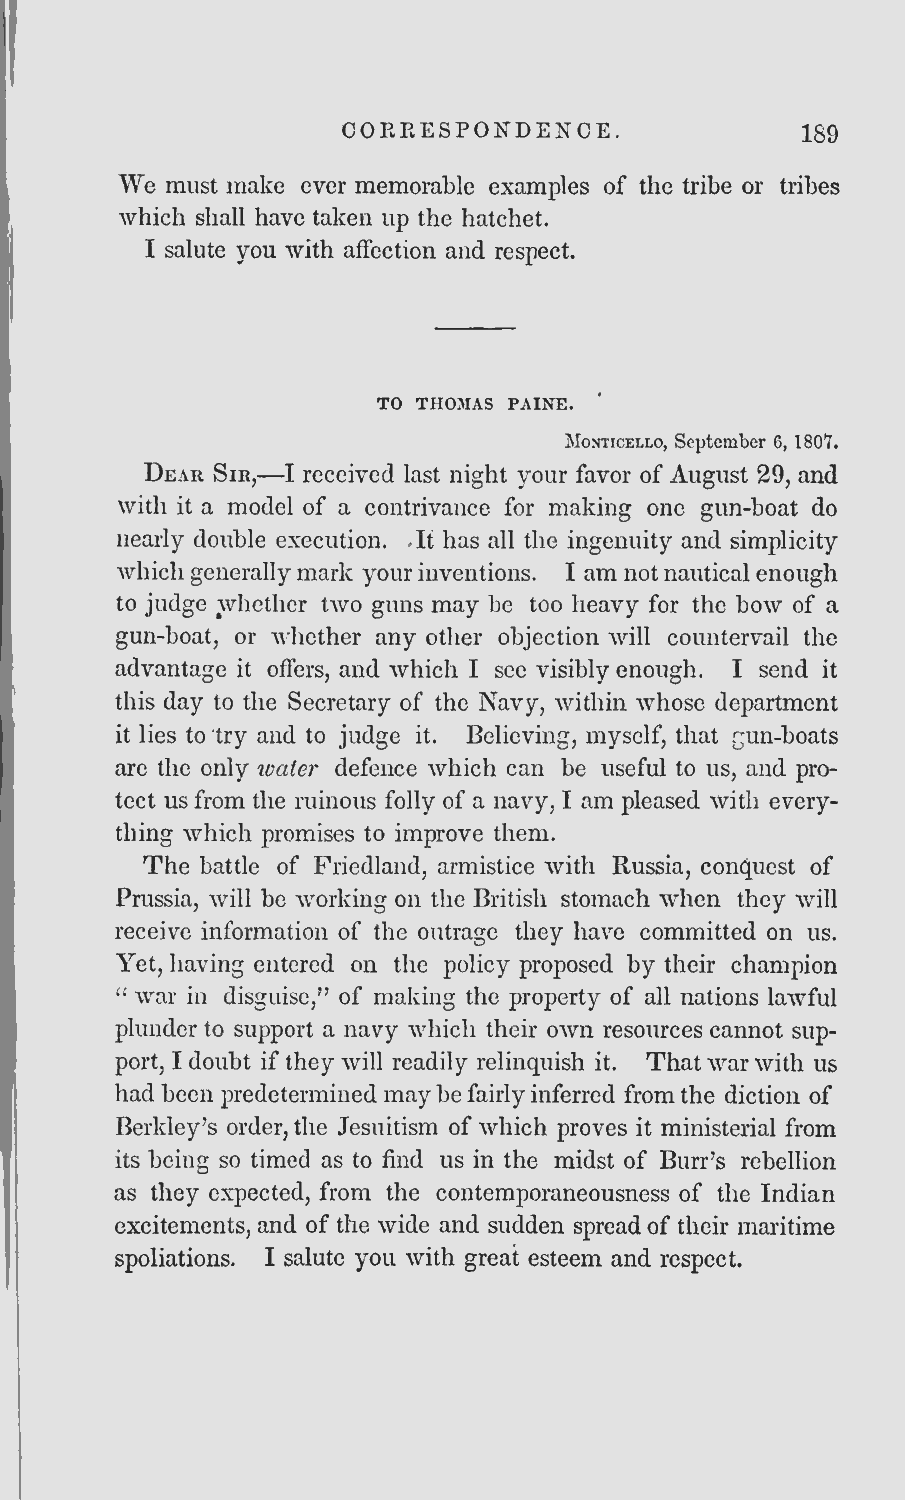 CORRESPONDENCE. 189
We must make ever memorable examples of the tribe or tribes
which shall have taken up the hatchet.
I salute you with affection and respect.
TO THOMAS PAINE.
MONTICELLO, September 6, 1807.
DEAR SIR,—I received last night your favor of August 29, and
with it a model of a contrivance for making one gun-boat do
nearly double execution. It has all the ingenuity and simplicity
which generally mark your inventions. I am not nautical enough
to judge whether two guns may be too heavy for the bow of a
gun-boat, or whether any other objection will countervail the
advantage it offers, and which I see visibly enough. I send it
this day to the Secretary of the Navy, within whose department
it lies to try and to judge it. Believing, myself, that gun-boats
are the only water defence which can be useful to us, and pro-
tect us from the ruinous folly of a navy, I am pleased with every-
thing which promises to improve them.
The battle of Friedland, armistice with Russia, conquest of
Prussia, will be working on the British stomach when they will
receive information of the outrage they have committed on us.
Yet, having entered on the policy proposed by their champion
“ war in disguise,” of making the property of all nations lawful
plunder to support a navy which their own resources cannot sup-
port, I doubt if they will readily relinquish it. That war with us
had been predetermined may be fairly inferred from the diction of
Berkley’s order, the Jesuitism of which proves it ministerial from
its being so timed as to find us in the midst of Burr’s rebellion
as they expected, from the contemporaneousness of the Indian
excitements, and of the wide and sudden spread of their maritime
spoliations. I salute you with great esteem and respect.